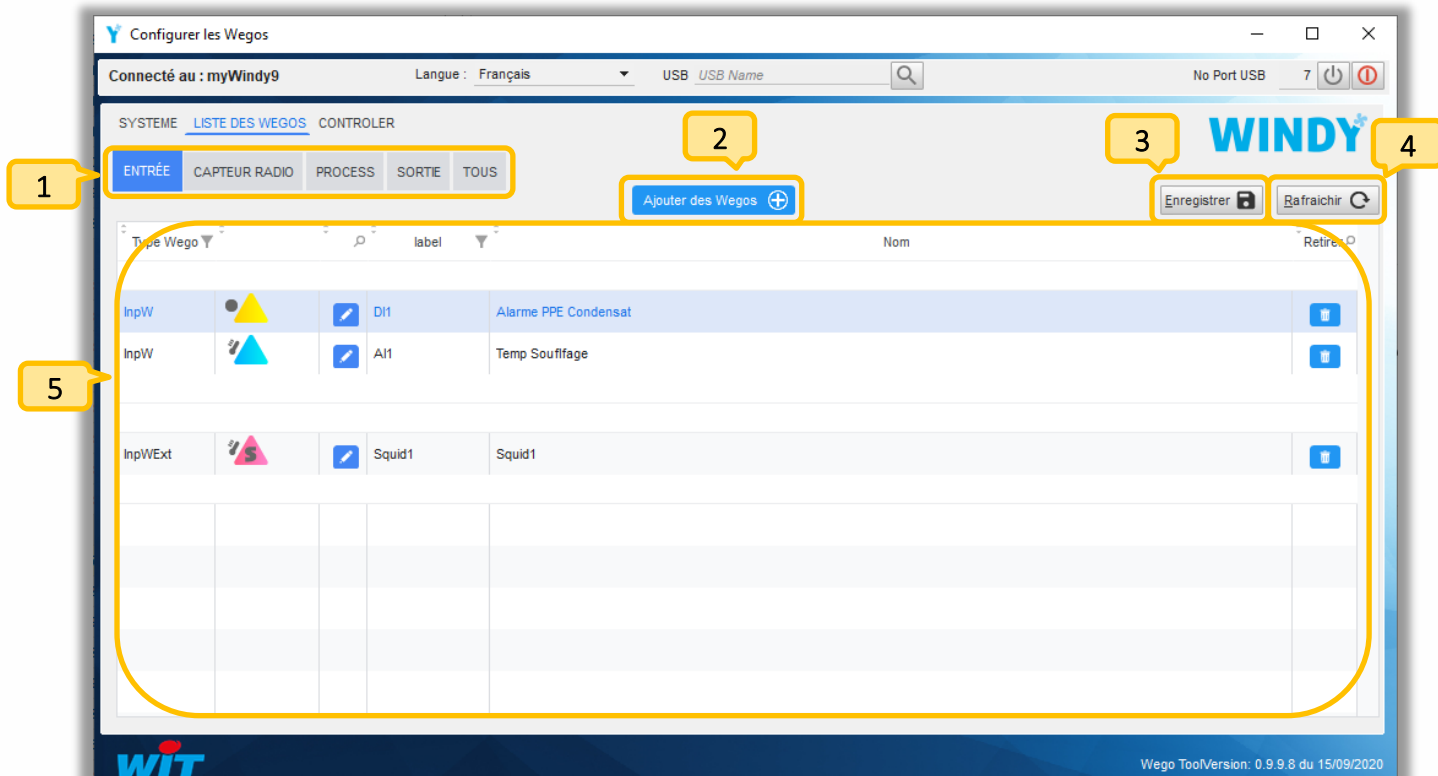 Configurer les Wegos
Connecté au : myWindy9 Langue : Français USB USB Name No Port USB 7
SYSTEME LISTE DES WEGOS CONTROLER
WINDY
2
3
4
1
ENTRÉE CAPTEUR RADIO PROCESS SORTIE TOUS
Ajouter des Wegos
Enregistrer Rafraichir
Type Wego label Nom Retirer
InpW DI1 Alarme PPE Condensat
InpW AI1 Temp Souflfage
5
InpWExt S Squid1 Squid1
WIT
Wego ToolVersion: 0.9.9.8 du 15/09/2020